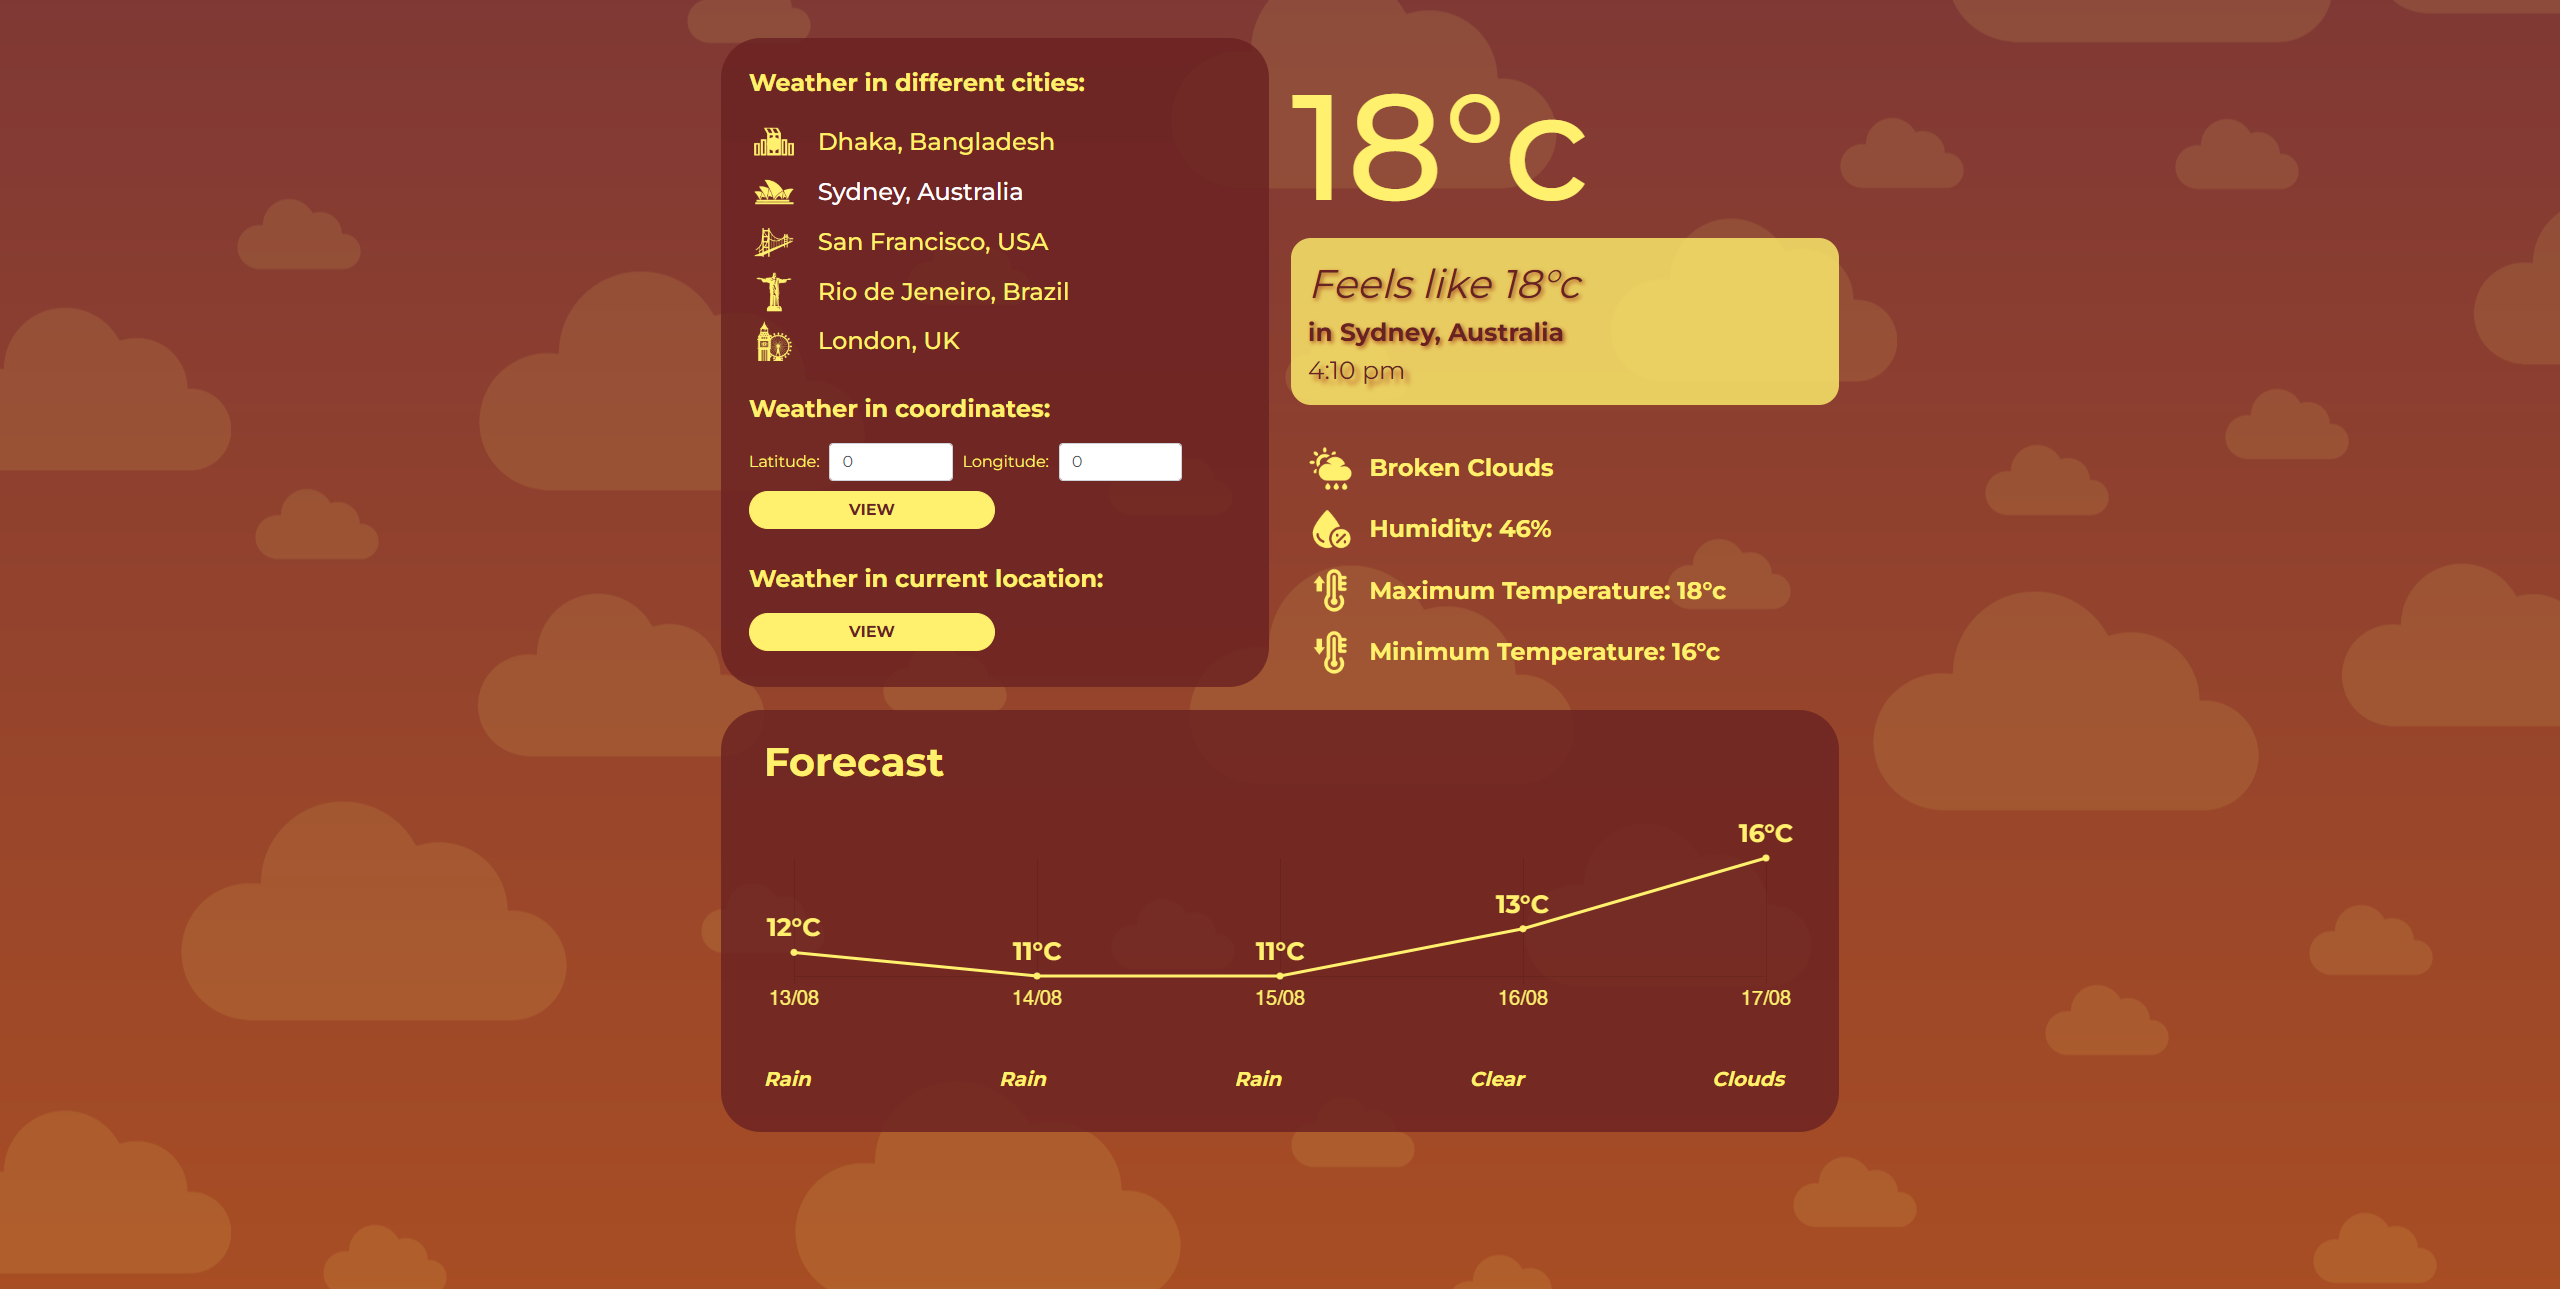 Weather in different cities:
Dhaka, Bangladesh
Sydney, Australia
San Francisco, USA
Rio de Jeneiro, Brazil
London, UK
Weather in coordinates:
Latitude: 0 Longitude: 0
VIEW
Weather in current location:
VIEW
18°c
Feels like 18°c
in Sydney, Australia
4:10 pm
Broken Clouds
Humidity: 46%
Maximum Temperature: 18°c
Minimum Temperature: 16°c
Forecast
12°C 11°C 11°C 13°C 16°C
13/08 14/08 15/08 16/08 17/08
Rain Rain Rain Clear Clouds